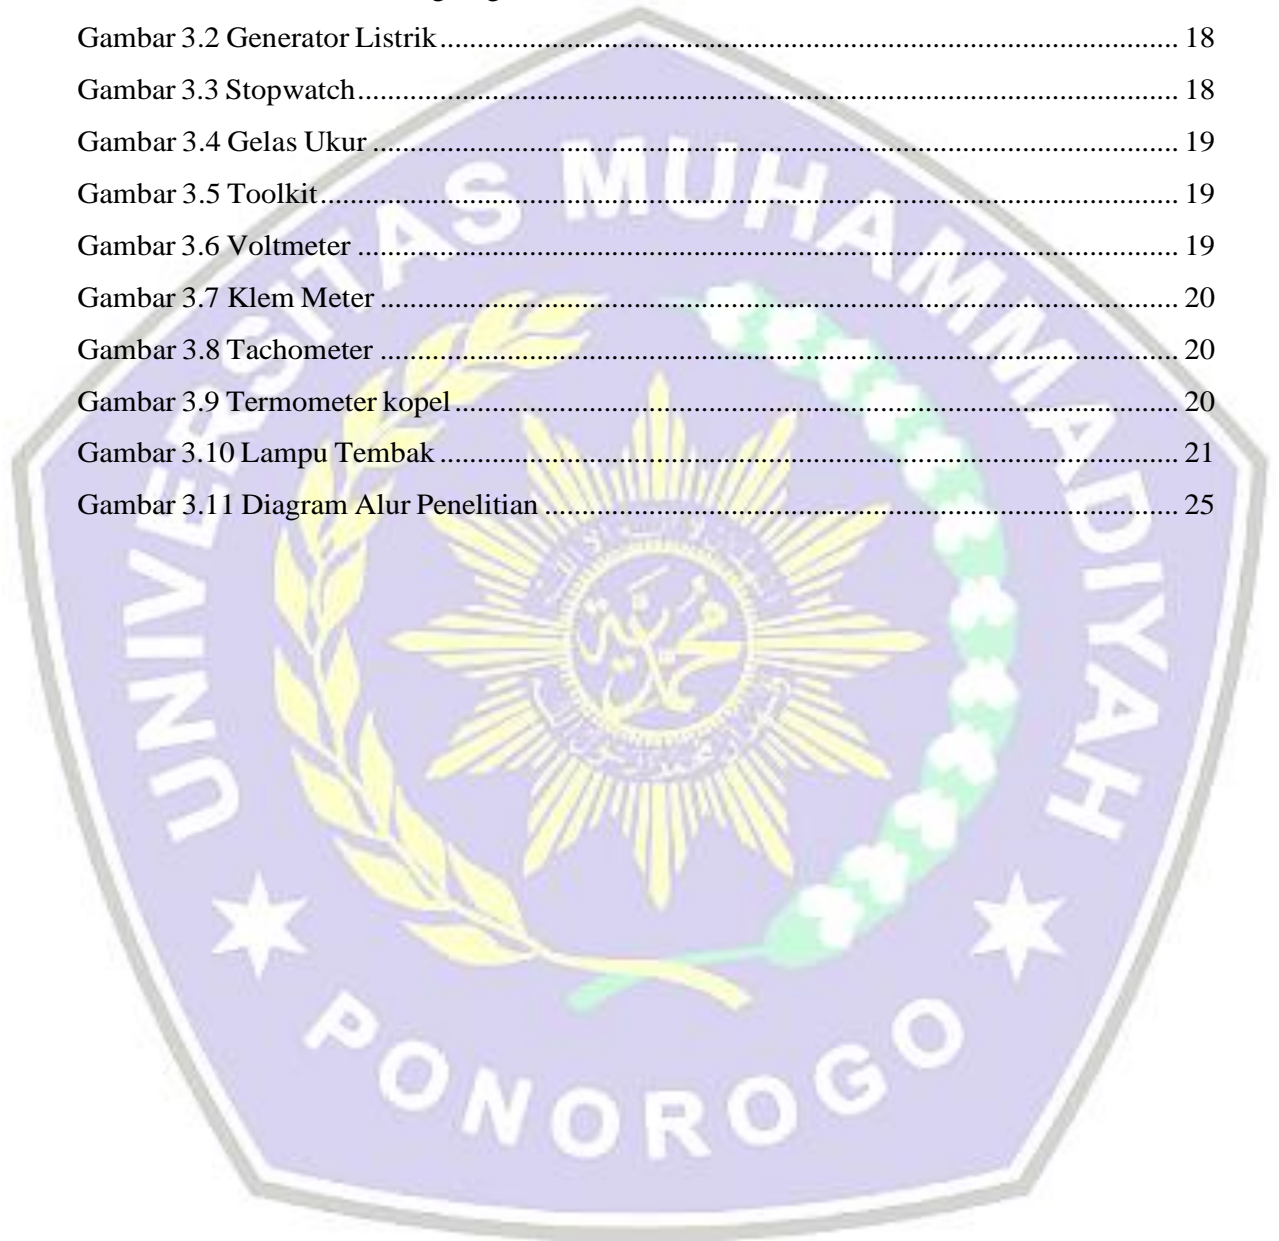 Gambar 3.2 Generator Listrik........................................ 18
Gambar 3.3 Stopwatch........................................ 18
Gambar 3.4 Gelas Ukur ........................................ 19
Gambar 3.5 Toolkit........................................ 19
Gambar 3.6 Voltmeter ........................................ 19
Gambar 3.7 Klem Meter ........................................ 20
Gambar 3.8 Tachometer ........................................ 20
Gambar 3.9 Termometer kopel ........................................ 20
Gambar 3.10 Lampu Tembak ........................................ 21
Gambar 3.11 Diagram Alur Penelitian ........................................ 25
UNIVERSITAS MUHAMMADIYAH
PONOROGO